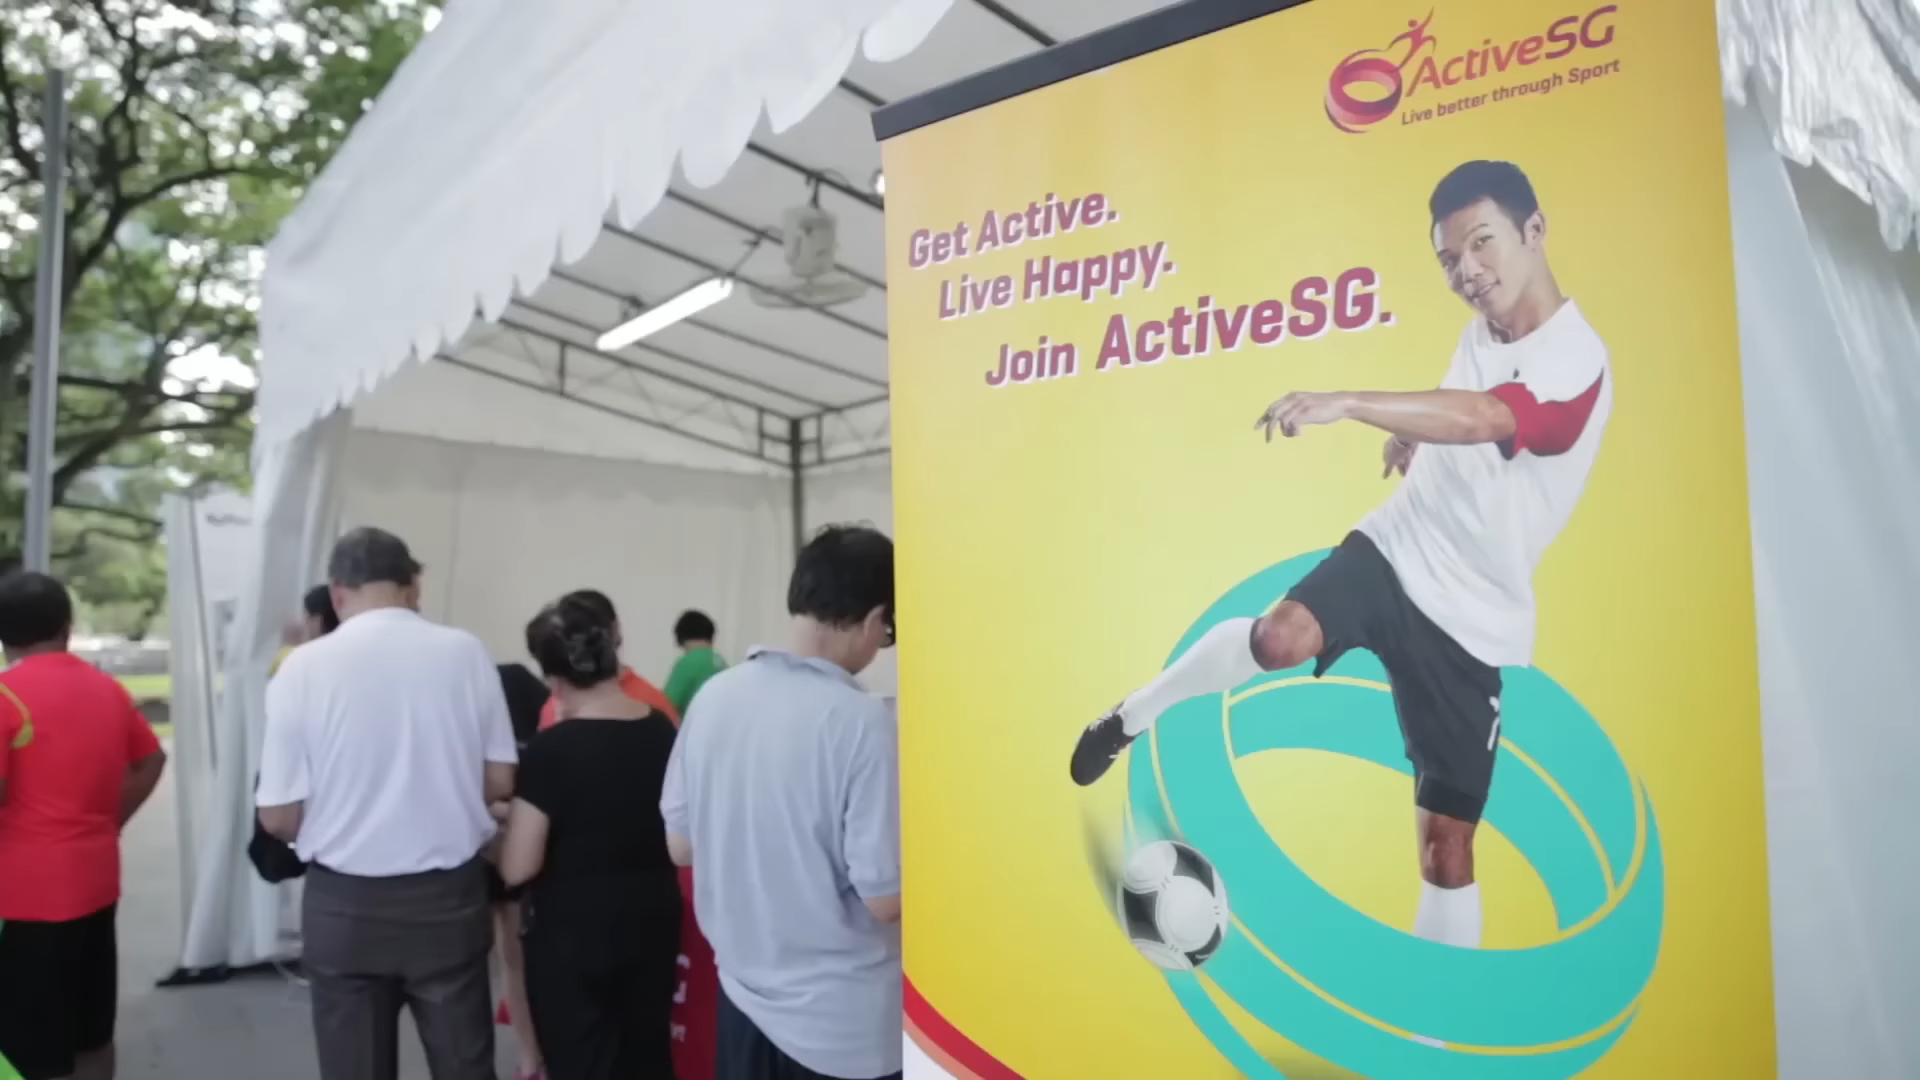 ActiveSG
Live better through Sport
Get Active.
Live Happy.
Join ActiveSG.